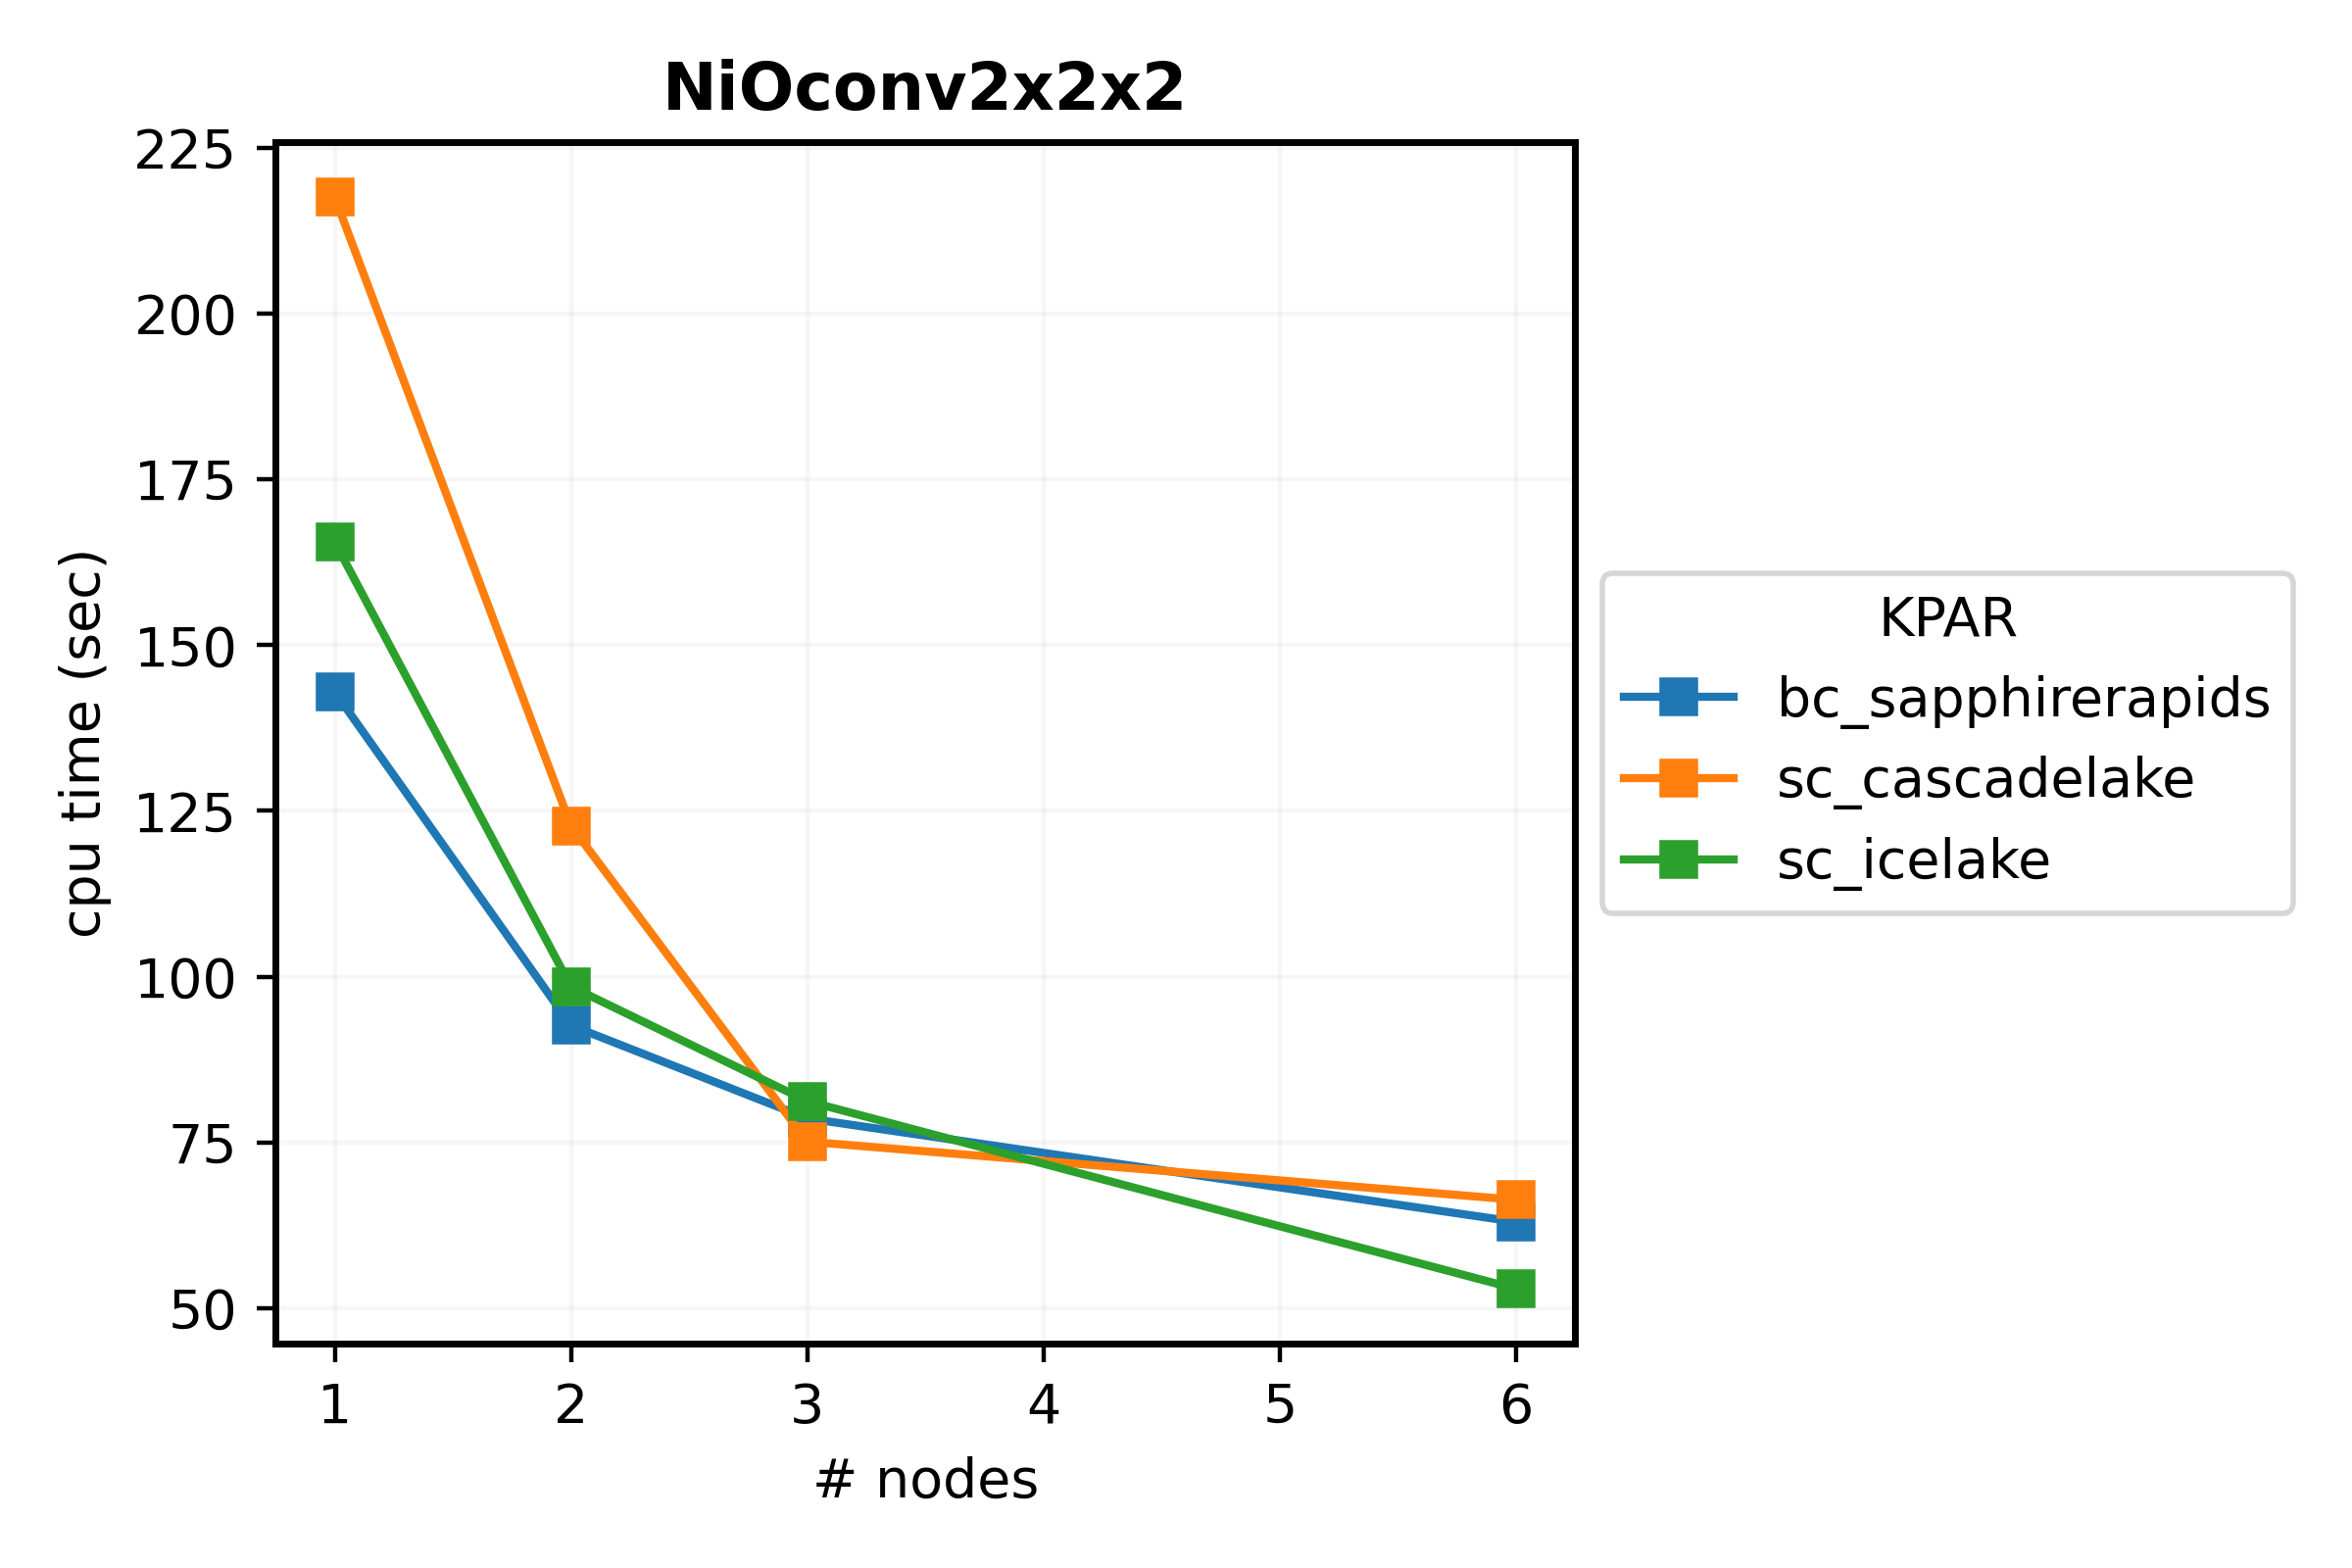 NiOconv2x2x2
225
200
175
150
125
100
75
50
cpu time (sec)
1 2 3 4 5 6
# nodes
KPAR
bc_sapphirerapids
sc_cascadelake
sc_icelake